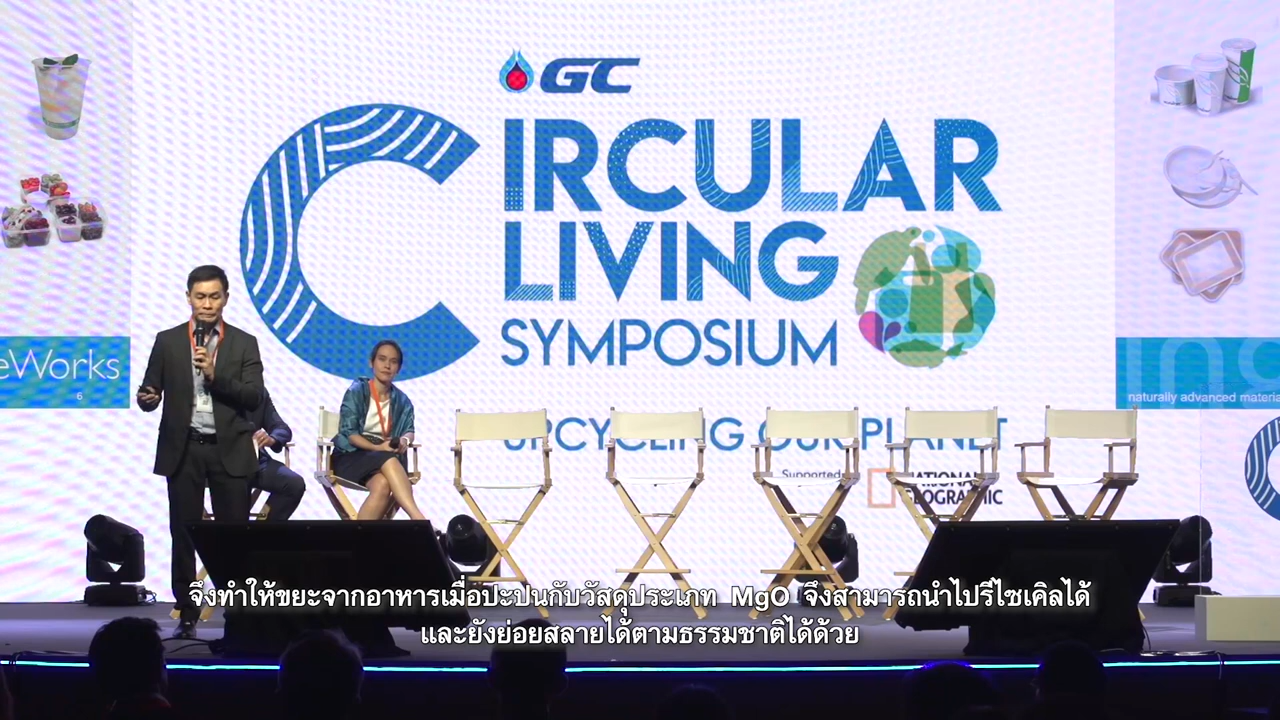 GC
CIRCULAR
LIVING
SYMPOSIUM
UPCYCLING OUR PLANET
Supported
NATIONAL
GEOGRAPHIC
eWorks
6
ing
naturally advanced materia
จึงทำให้ขยะจากอาหารเมื่อปะปนกับวัสดุประเภท MgO จึงสามารถนำไปรีไซเคิลได้
และยังย่อยสลายได้ตามธรรมชาติได้ด้วย